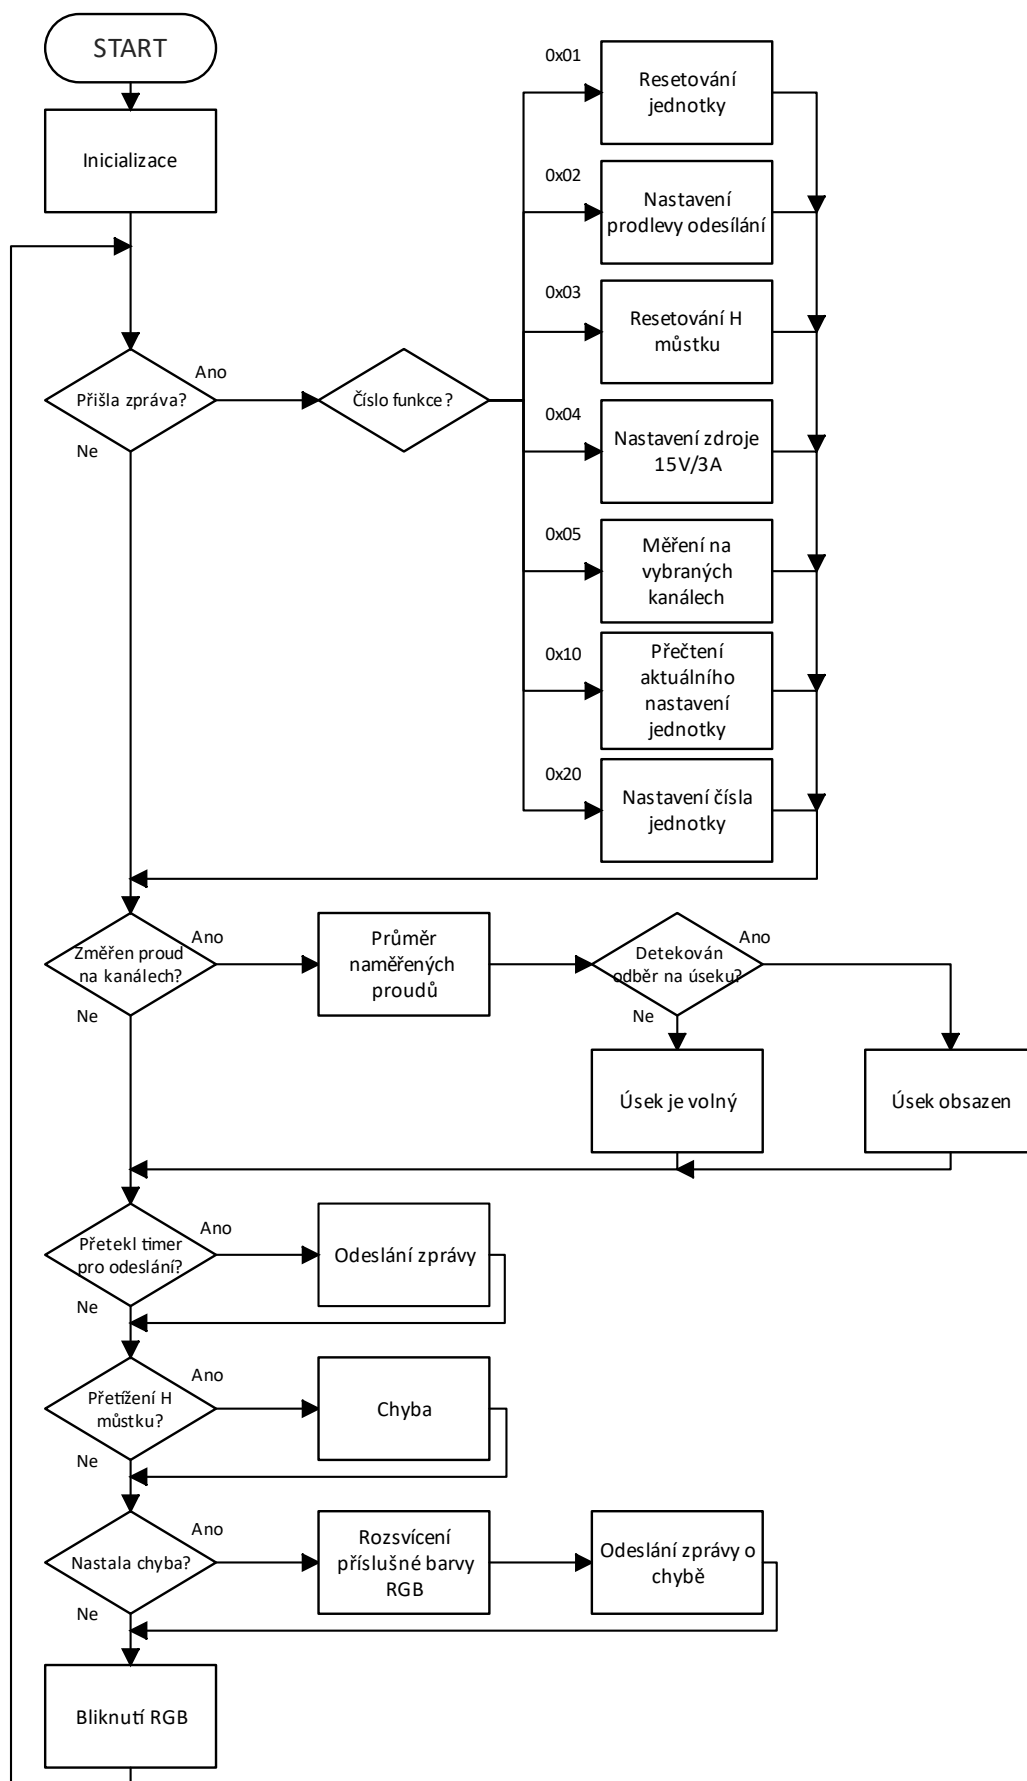 START
Inicializace
0x01
Resetování
jednotky
0x02
Nastavení
prodlevy odesílání
0x03
Resetování H
můstku
Přišla zpráva?
Ano
Ne
Číslo funkce ?
0x04
Nastavení zdroje
15V/3A
0x05
Měření na
vybraných
kanálech
0x10
Přečtení
aktuálního
nastavení
jednotky
0x20
Nastavení čísla
jednotky
Změřen proud
na kanálech?
Ano
Ne
Průměr
naměřených
proudů
Detekován
odběr na úseku?
Ano
Ne
Úsek je volný
Úsek obsazen
Přetekl timer
pro odeslání?
Ano
Ne
Odeslání zprávy
Přetížení H
můstku?
Ano
Ne
Chyba
Nastala chyba?
Ano
Ne
Rozsvícení
příslušné barvy
RGB
Odeslání zprávy o
chybě
Bliknutí RGB